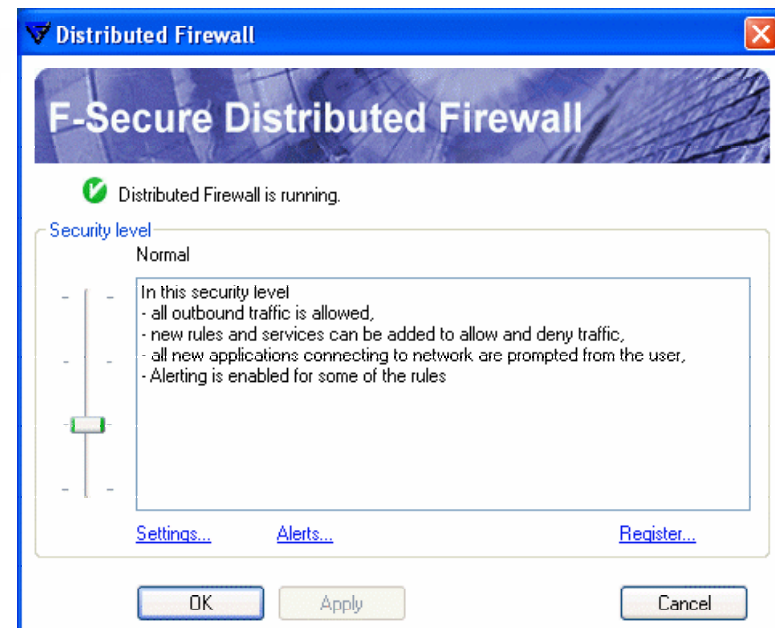 Distributed Firewall
F-Secure Distributed Firewall
Distributed Firewall is running.
Security level
Normal
In this security level
- all outbound traffic is allowed,
- new rules and services can be added to allow and deny traffic,
- all new applications connecting to network are prompted from the user,
- Alerting is enabled for some of the rules
Settings... Alerts... Register...
OK Apply Cancel